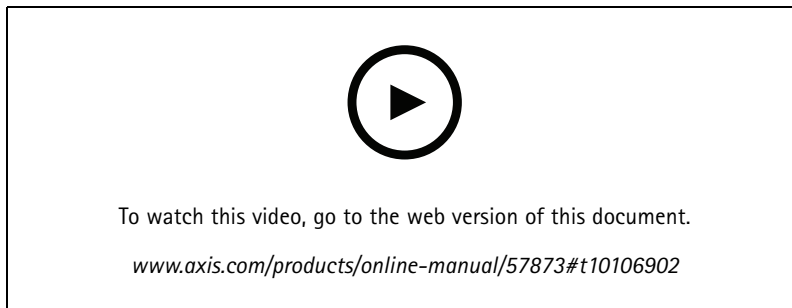 To watch this video, go to the web version of this document.
www.axis.com/products/online-manual/57873#t10106902